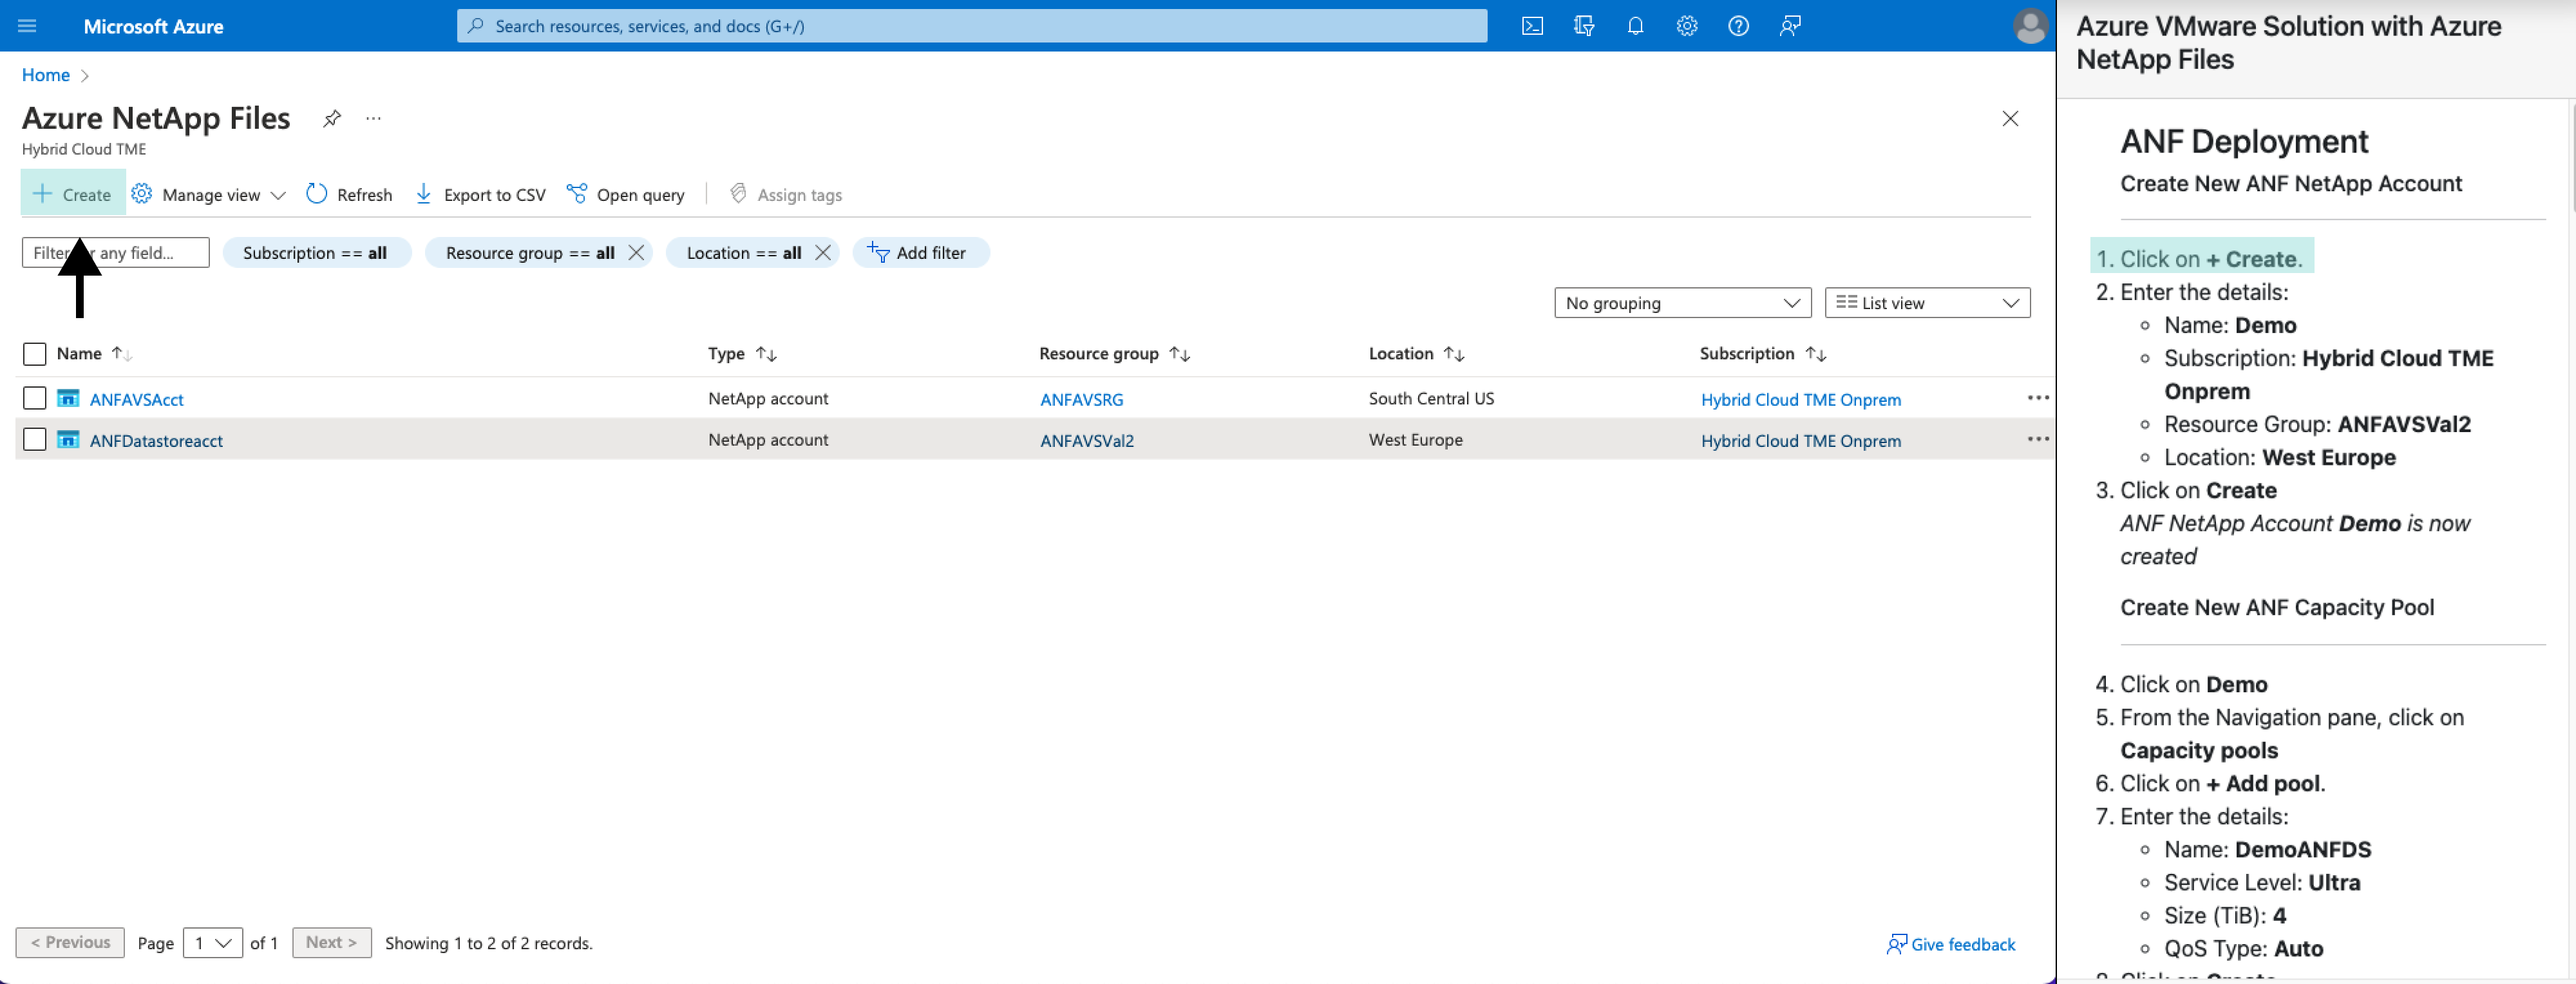 Microsoft Azure
Search resources, services, and docs (G+/)
Home
Azure NetApp Files
...
Hybrid Cloud TME
+ Create
Manage view
Refresh
Export to CSV
Open query
Assign tags
Filter any field...
Subscription == all
Resource group == all
Location == all
Add filter
No grouping
List view
Name Type Resource group Location Subscription
ANFAVSAcct NetApp account ANFAVSRG South Central US Hybrid Cloud TME Onprem ...
ANFDatastoreacct NetApp account ANFAVSVal2 West Europe Hybrid Cloud TME Onprem ...
< Previous Page 1 of 1 Next > Showing 1 to 2 of 2 records.
Give feedback
Azure VMware Solution with Azure
NetApp Files
ANF Deployment
Create New ANF NetApp Account
1. Click on + Create.
2. Enter the details:
Name: Demo
Subscription: Hybrid Cloud TME
Onprem
Resource Group: ANFAVSVal2
Location: West Europe
3. Click on Create
ANF NetApp Account Demo is now
created
Create New ANF Capacity Pool
4. Click on Demo
5. From the Navigation pane, click on
Capacity pools
6. Click on + Add pool.
7. Enter the details:
Name: DemoANFDS
Service Level: Ultra
Size (TiB): 4
QoS Type: Auto
8. Click on Create